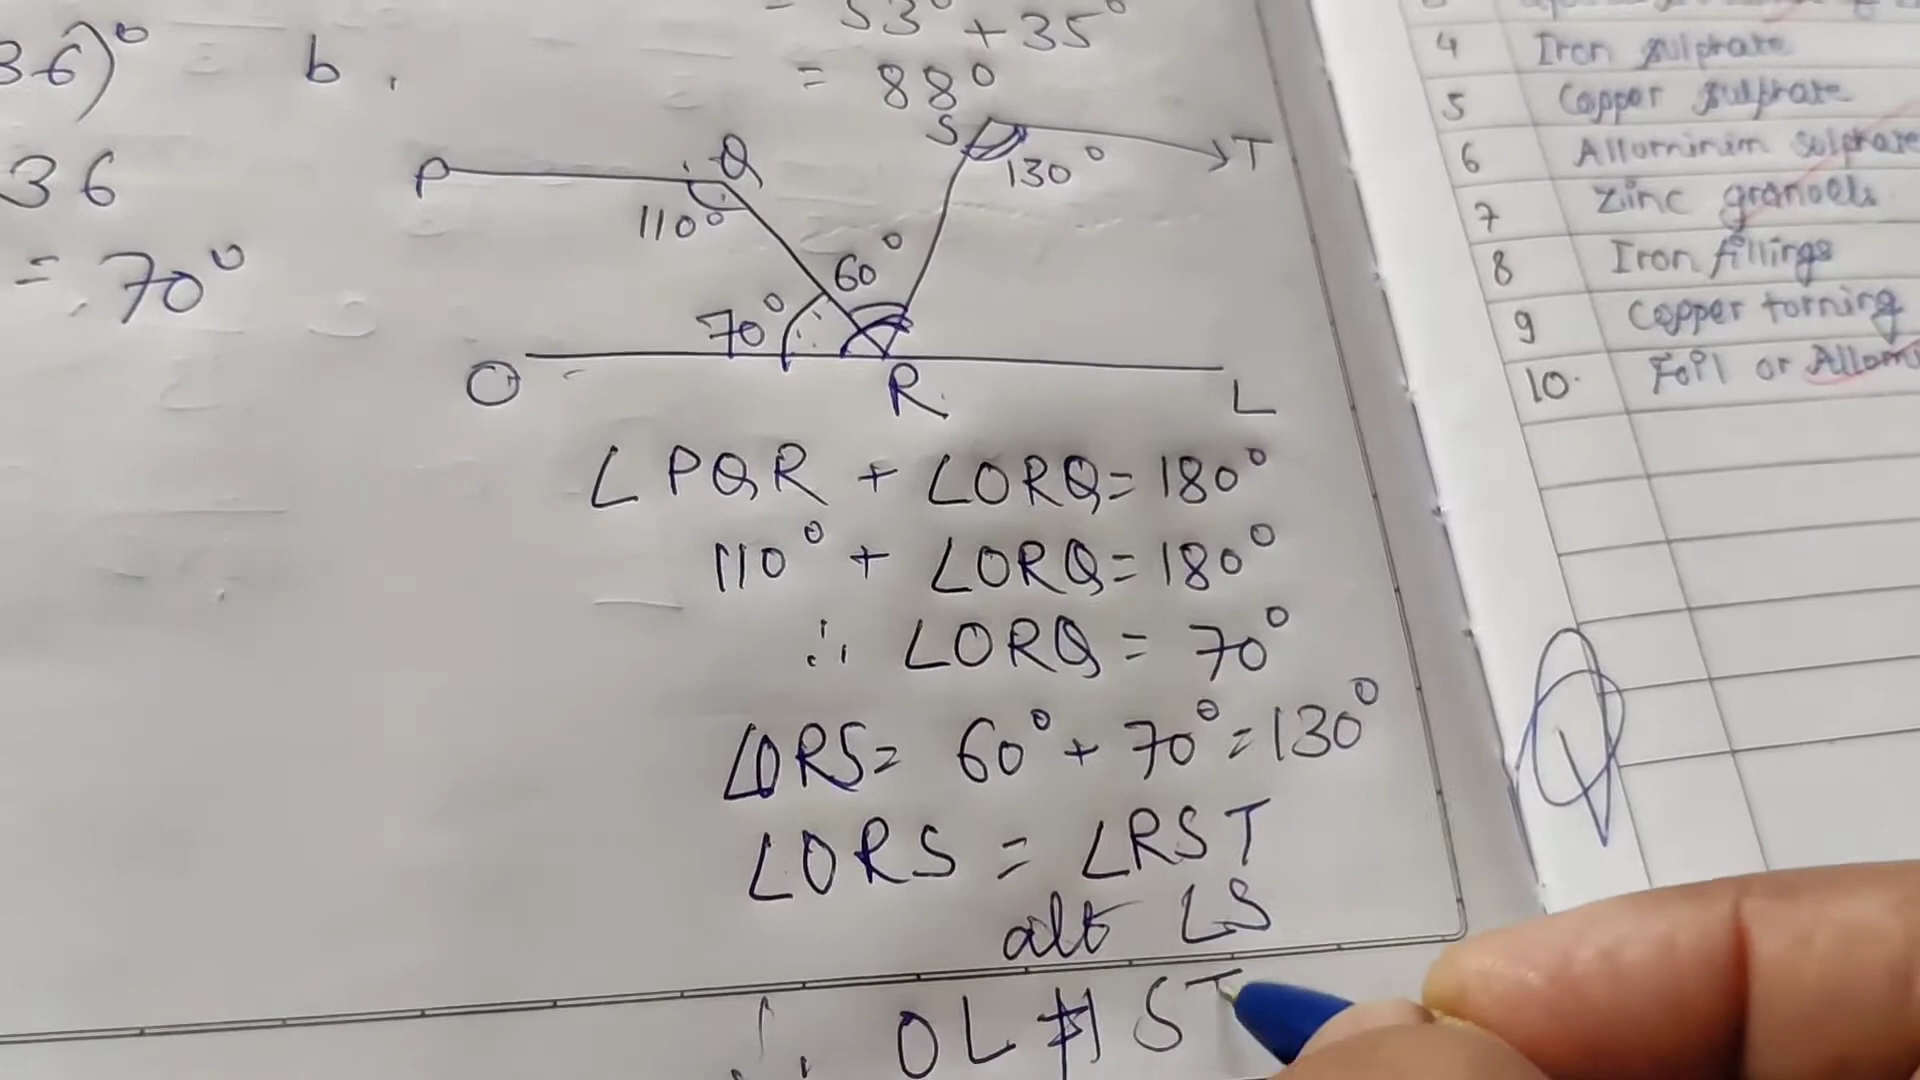 36)°
36
= 70°
b.
= 53° + 35°
= 88°
P
Q
S
T
110°
130°
60°
70°
O
R
L
∠PQR + ∠ORQ = 180°
110° + ∠ORQ = 180°
∴ ∠ORQ = 70°
∠ORS = 60° + 70° = 130°
∠ORS = ∠RST
alt ∠S
∴ OL ∦ ST
4 Iron sulphate
5 Copper sulphate
6 Allominim sulphate
7 Zinc granoels
8 Iron fillings
9 Copper torning
10. Foil or Allom